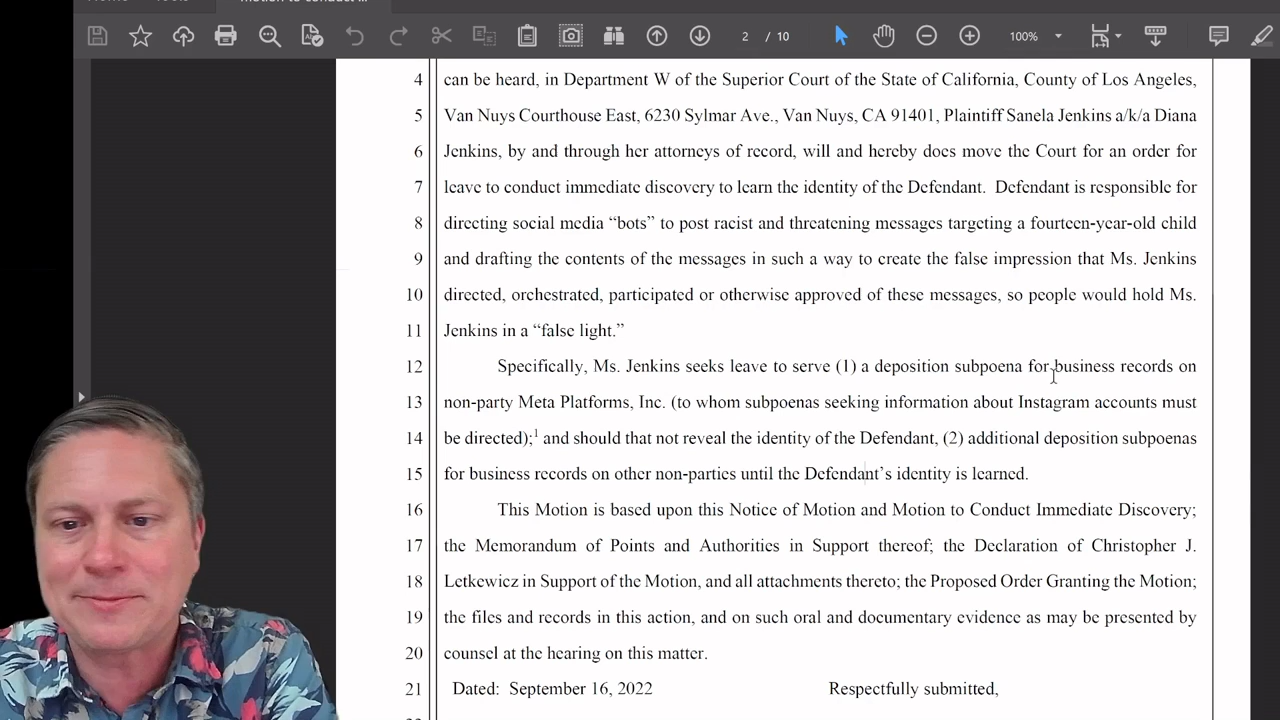 2 / 10
100%
4 can be heard, in Department W of the Superior Court of the State of California, County of Los Angeles,
5 Van Nuys Courthouse East, 6230 Sylmar Ave., Van Nuys, CA 91401, Plaintiff Sanela Jenkins a/k/a Diana
6 Jenkins, by and through her attorneys of record, will and hereby does move the Court for an order for
7 leave to conduct immediate discovery to learn the identity of the Defendant. Defendant is responsible for
8 directing social media “bots” to post racist and threatening messages targeting a fourteen-year-old child
9 and drafting the contents of the messages in such a way to create the false impression that Ms. Jenkins
10 directed, orchestrated, participated or otherwise approved of these messages, so people would hold Ms.
11 Jenkins in a “false light.”
12 Specifically, Ms. Jenkins seeks leave to serve (1) a deposition subpoena for business records on
13 non-party Meta Platforms, Inc. (to whom subpoenas seeking information about Instagram accounts must
14 be directed);1 and should that not reveal the identity of the Defendant, (2) additional deposition subpoenas
15 for business records on other non-parties until the Defendant’s identity is learned.
16 This Motion is based upon this Notice of Motion and Motion to Conduct Immediate Discovery;
17 the Memorandum of Points and Authorities in Support thereof; the Declaration of Christopher J.
18 Letkewicz in Support of the Motion, and all attachments thereto; the Proposed Order Granting the Motion;
19 the files and records in this action, and on such oral and documentary evidence as may be presented by
20 counsel at the hearing on this matter.
21 Dated: September 16, 2022 Respectfully submitted,